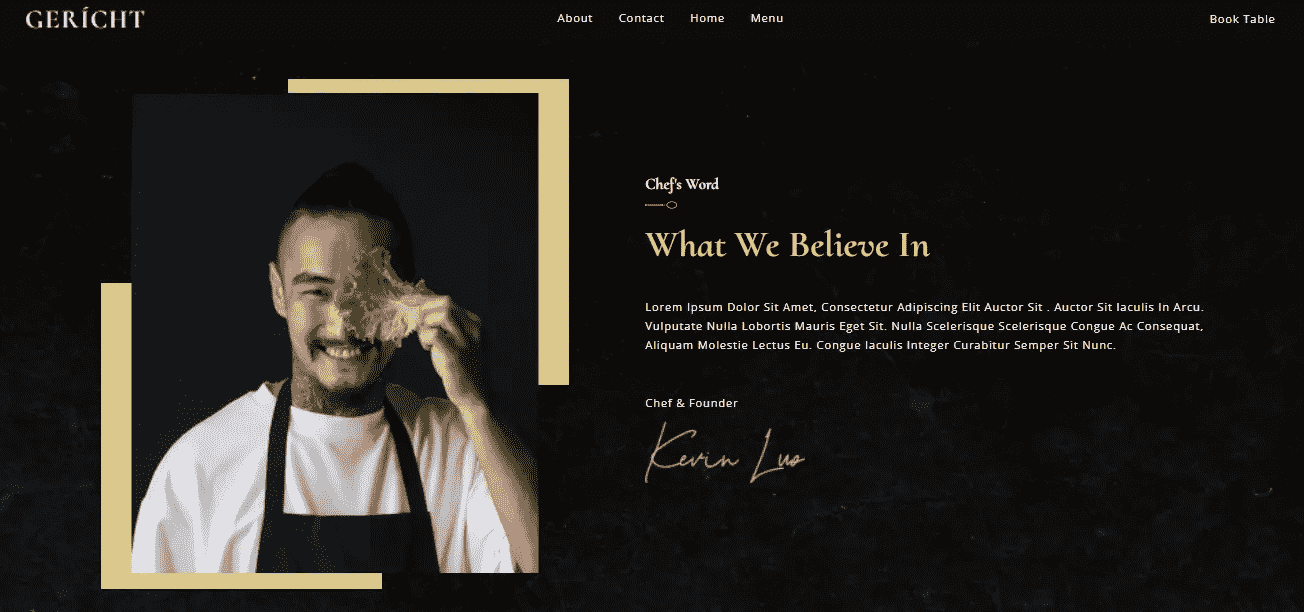 GERÍCHT
About Contact Home Menu
Book Table
Chef's Word
What We Believe In
Lorem Ipsum Dolor Sit Amet, Consectetur Adipiscing Elit Auctor Sit . Auctor Sit Iaculis In Arcu.
Vulputate Nulla Lobortis Mauris Eget Sit. Nulla Scelerisque Scelerisque Congue Ac Consequat,
Aliquam Molestie Lectus Eu. Congue Iaculis Integer Curabitur Semper Sit Nunc.
Chef & Founder
Kevin Luo